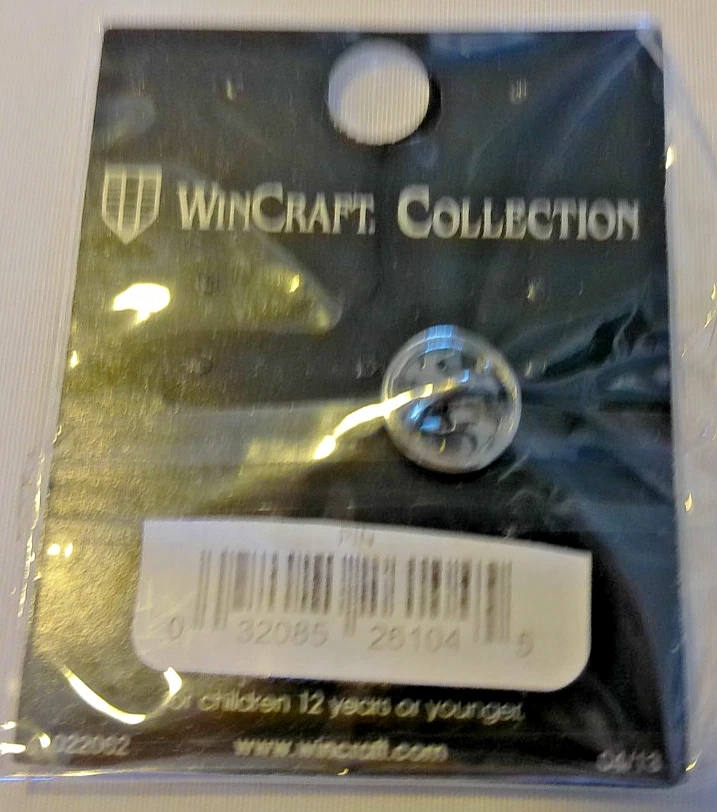 WINCRAFT. COLLECTION
PIN
0 32085 26104 5
for children 12 years or younger.
www.wincraft.com
04/13